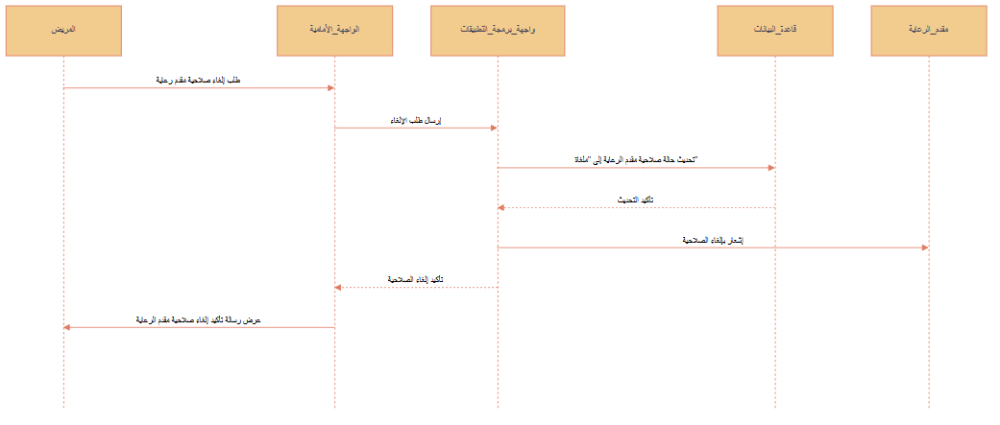 المريض
الواجهة_الأمامية
واجهة_برمجة_التطبيقات
قاعدة_البيانات
مقدم_الرعاية
طلب إلغاء صلاحية مقدم رعاية
إرسال طلب الإلغاء
تحديث حالة صلاحية مقدم الرعاية إلى "ملغاة"
تأكيد التحديث
إشعار بإلغاء الصلاحية
تأكيد إلغاء الصلاحية
عرض رسالة تأكيد إلغاء صلاحية مقدم الرعاية